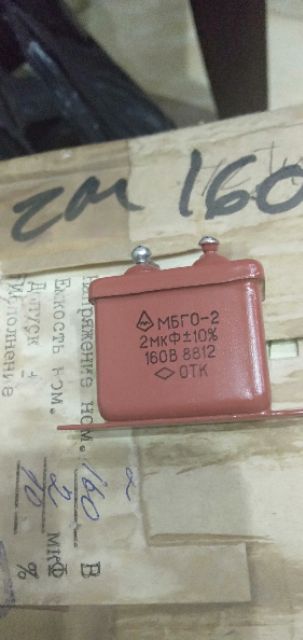 2м 160
МБГО-2
2мкФ±10%
160В 8812
ОТК
Напряжение ном. 160 В
Емкость ном. 2 мкФ
Допуск ± 10 %
Исполнение